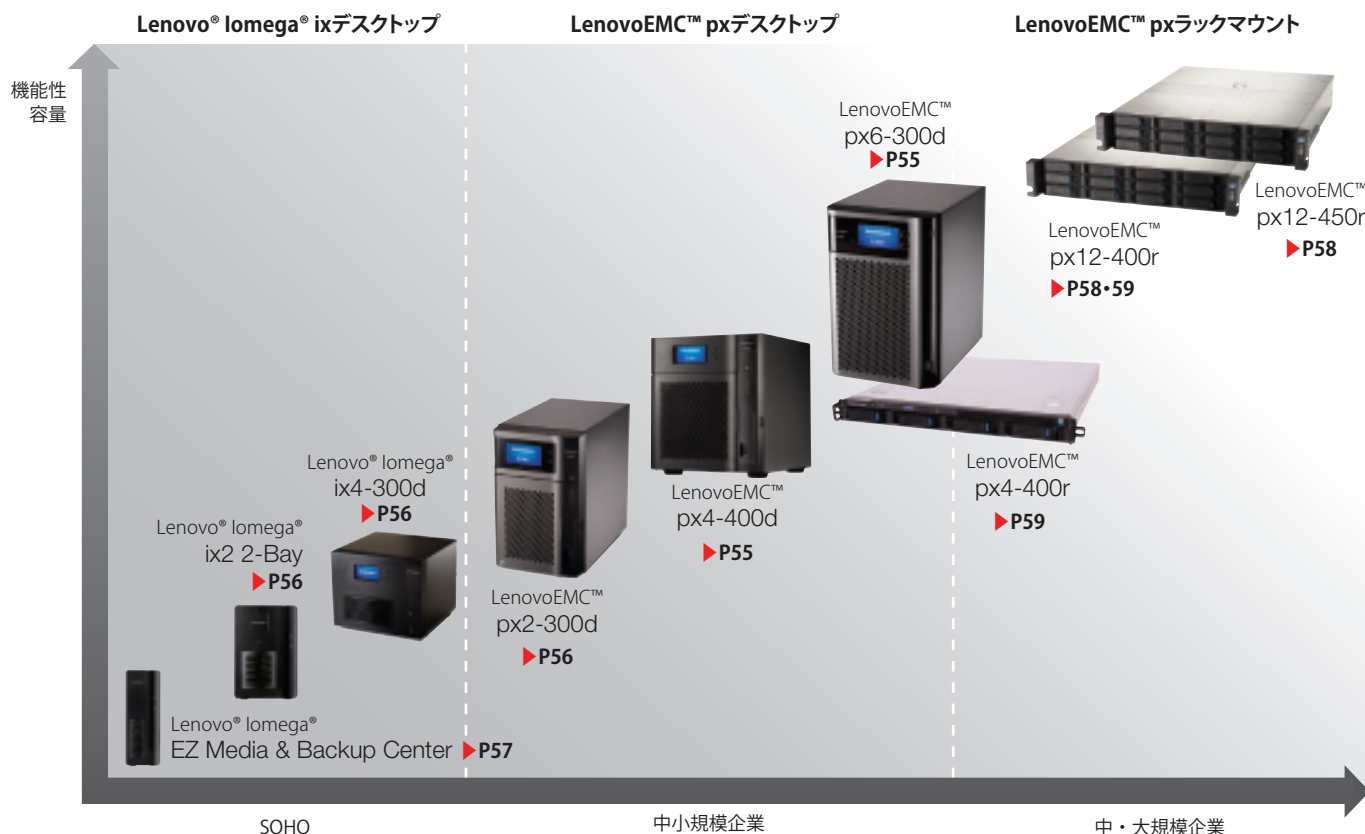 Lenovo® Iomega® ixデスクトップ
LenovoEMC™ pxデスクトップ
LenovoEMC™ pxラックマウント
機能性
容量
LenovoEMC™
px6-300d
▶P55
LenovoEMC™
px12-450r
▶P58
LenovoEMC™
px12-400r
▶P58•59
Lenovo® Iomega®
ix4-300d
▶P56
LenovoEMC™
px4-400r
▶P59
LenovoEMC™
px4-400d
▶P55
Lenovo® Iomega®
ix2 2-Bay
▶P56
LenovoEMC™
px2-300d
▶P56
Lenovo® Iomega®
EZ Media & Backup Center ▶P57
SOHO
中小規模企業
中・大規模企業